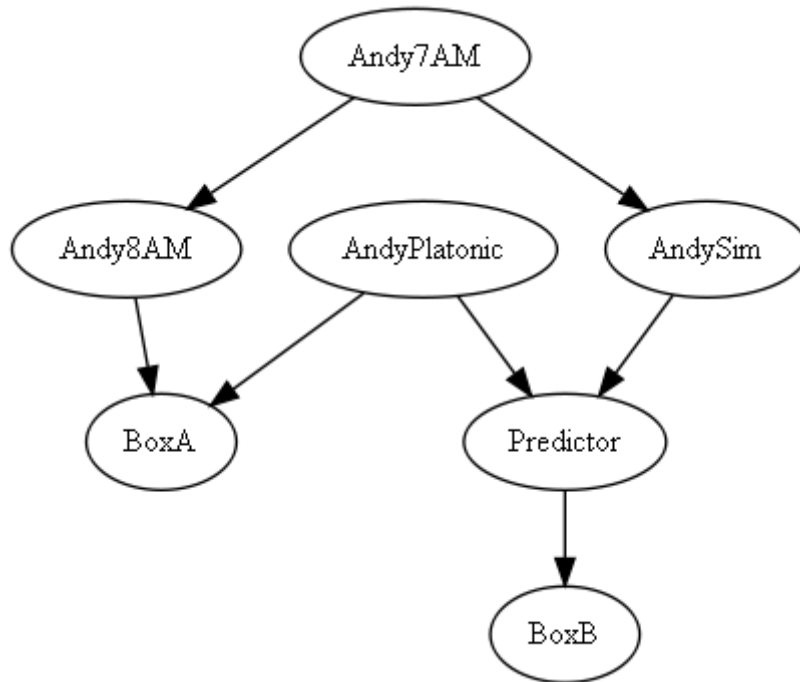 Andy7AM
Andy8AM
AndyPlatonic
AndySim
BoxA
Predictor
BoxB